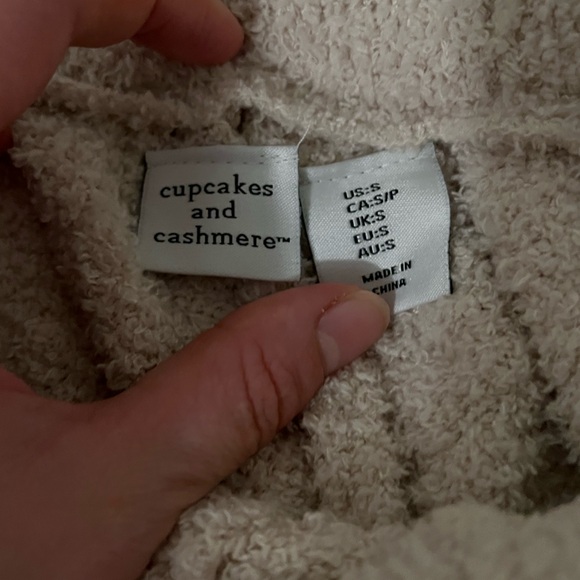 cupcakes
and
cashmere™
US:S
CA:S/P
UK:S
EU:S
AU:S
MADE IN
CHINA